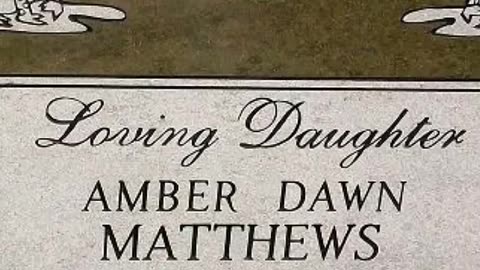 Loving Daughter
AMBER DAWN
MATTHEWS